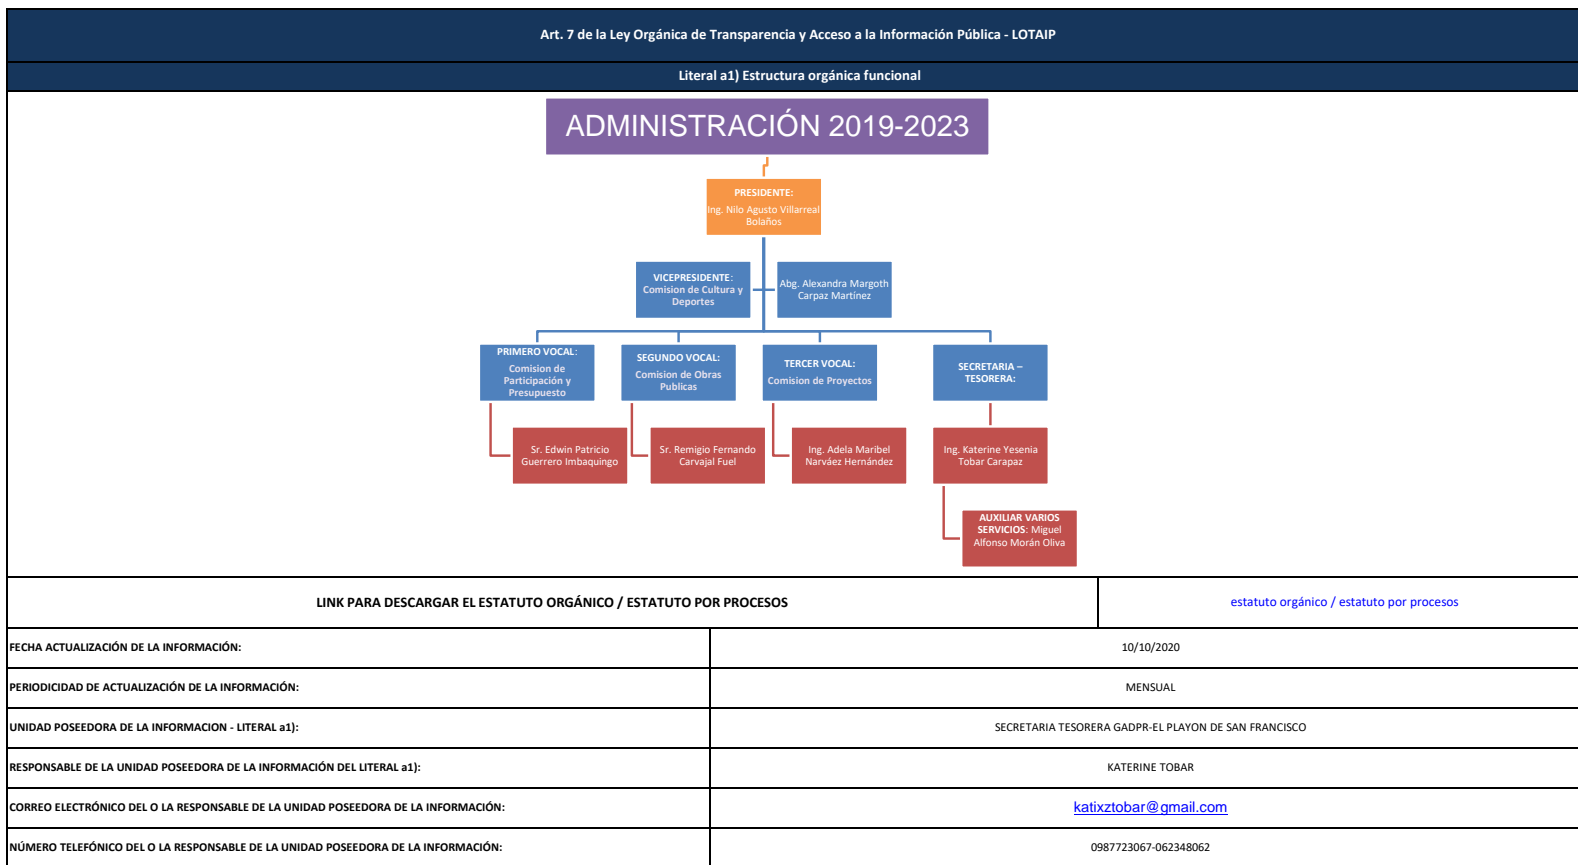 Art. 7 de la Ley Orgánica de Transparencia y Acceso a la Información Pública - LOTAIP
Literal a1) Estructura orgánica funcional
ADMINISTRACIÓN 2019-2023
PRESIDENTE:
Ing. Nilo Agusto Villarreal
Bolaños
VICEPRESIDENTE:
Comision de Cultura y
Deportes
Abg. Alexandra Margoth
Carpaz Martínez
PRIMERO VOCAL:
Comision de
Participación y
Presupuesto
SEGUNDO VOCAL:
Comision de Obras
Publicas
TERCER VOCAL:
Comision de Proyectos
SECRETARIA –
TESORERA:
Sr. Edwin Patricio
Guerrero Imbaquingo
Sr. Remigio Fernando
Carvajal Fuel
Ing. Adela Maribel
Narváez Hernández
Ing. Katerine Yesenia
Tobar Carapaz
AUXILIAR VARIOS
SERVICIOS: Miguel
Alfonso Morán Oliva
LINK PARA DESCARGAR EL ESTATUTO ORGÁNICO / ESTATUTO POR PROCESOS
estatuto orgánico / estatuto por procesos
FECHA ACTUALIZACIÓN DE LA INFORMACIÓN:
10/10/2020
PERIODICIDAD DE ACTUALIZACIÓN DE LA INFORMACIÓN:
MENSUAL
UNIDAD POSEEDORA DE LA INFORMACION - LITERAL a1):
SECRETARIA TESORERA GADPR-EL PLAYON DE SAN FRANCISCO
RESPONSABLE DE LA UNIDAD POSEEDORA DE LA INFORMACIÓN DEL LITERAL a1):
KATERINE TOBAR
CORREO ELECTRÓNICO DEL O LA RESPONSABLE DE LA UNIDAD POSEEDORA DE LA INFORMACIÓN:
katixztobar@gmail.com
NÚMERO TELEFÓNICO DEL O LA RESPONSABLE DE LA UNIDAD POSEEDORA DE LA INFORMACIÓN:
0987723067-062348062